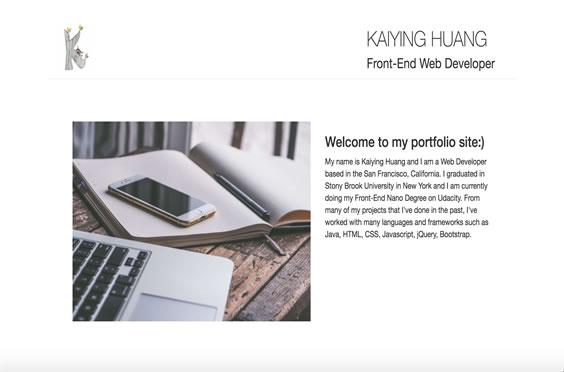 K
KAIYING HUANG
Front-End Web Developer
Welcome to my portfolio site:)
My name is Kaiying Huang and I am a Web Developer
based in the San Francisco, California. I graduated in
Stony Brook University in New York and I am currently
doing my Front-End Nano Degree on Udacity. From
many of my projects that I've done in the past, I've
worked with many languages and frameworks such as
Java, HTML, CSS, Javascript, jQuery, Bootstrap.